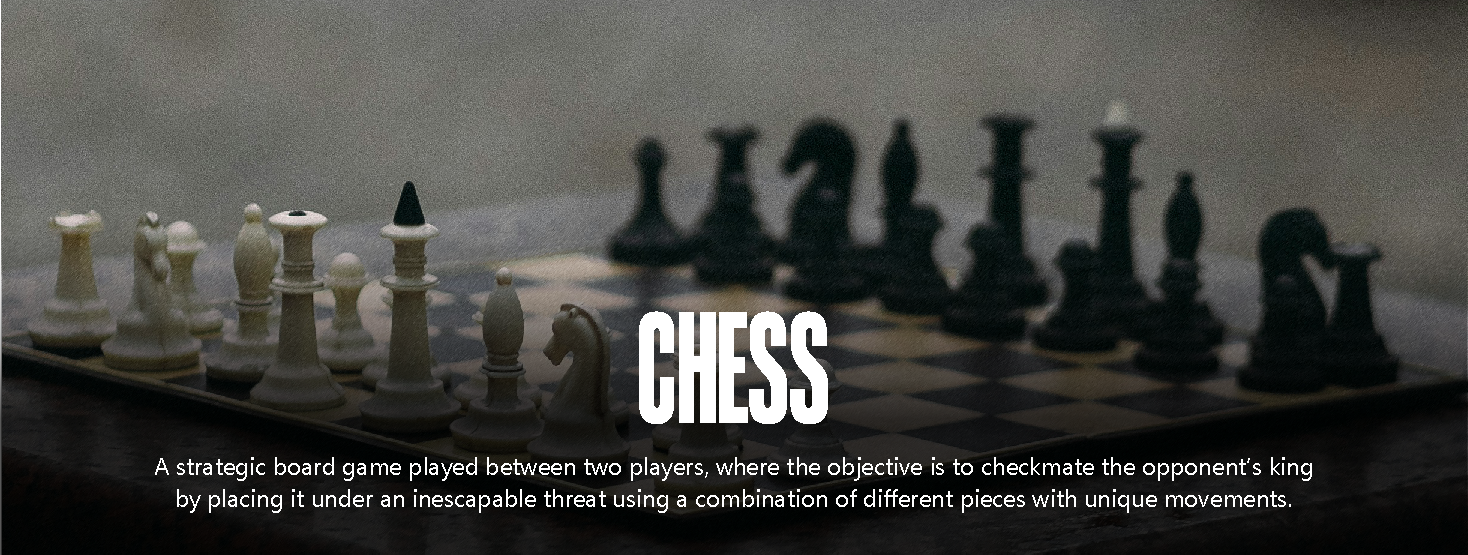 CHESS
A strategic board game played between two players, where the objective is to checkmate the opponent’s king
by placing it under an inescapable threat using a combination of different pieces with unique movements.